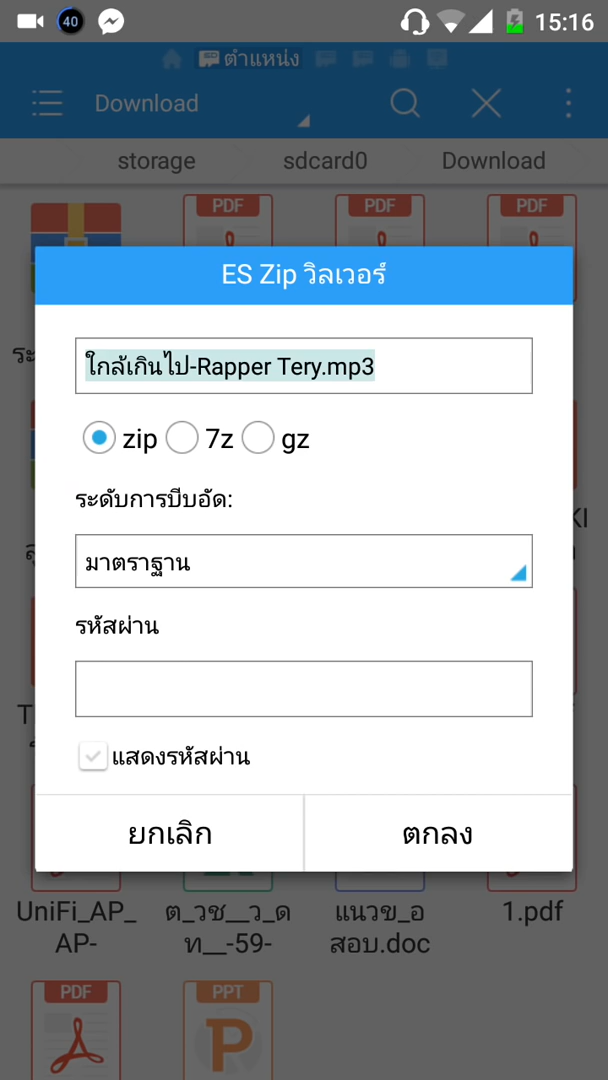 40
15:16
ตำแหน่ง
Download
storage sdcard0 Download
PDF PDF PDF
ES Zip วิลเวอร์
ใกล้เกินไป-Rapper Tery.mp3
zip 7z gz
ระดับการบีบอัด:
มาตราฐาน
รหัสผ่าน
แสดงรหัสผ่าน
ยกเลิก ตกลง
UniFi_AP_ ต_วช__ว_ด แนวข_อ 1.pdf
AP- ท__-59- สอบ.doc
PDF PPT